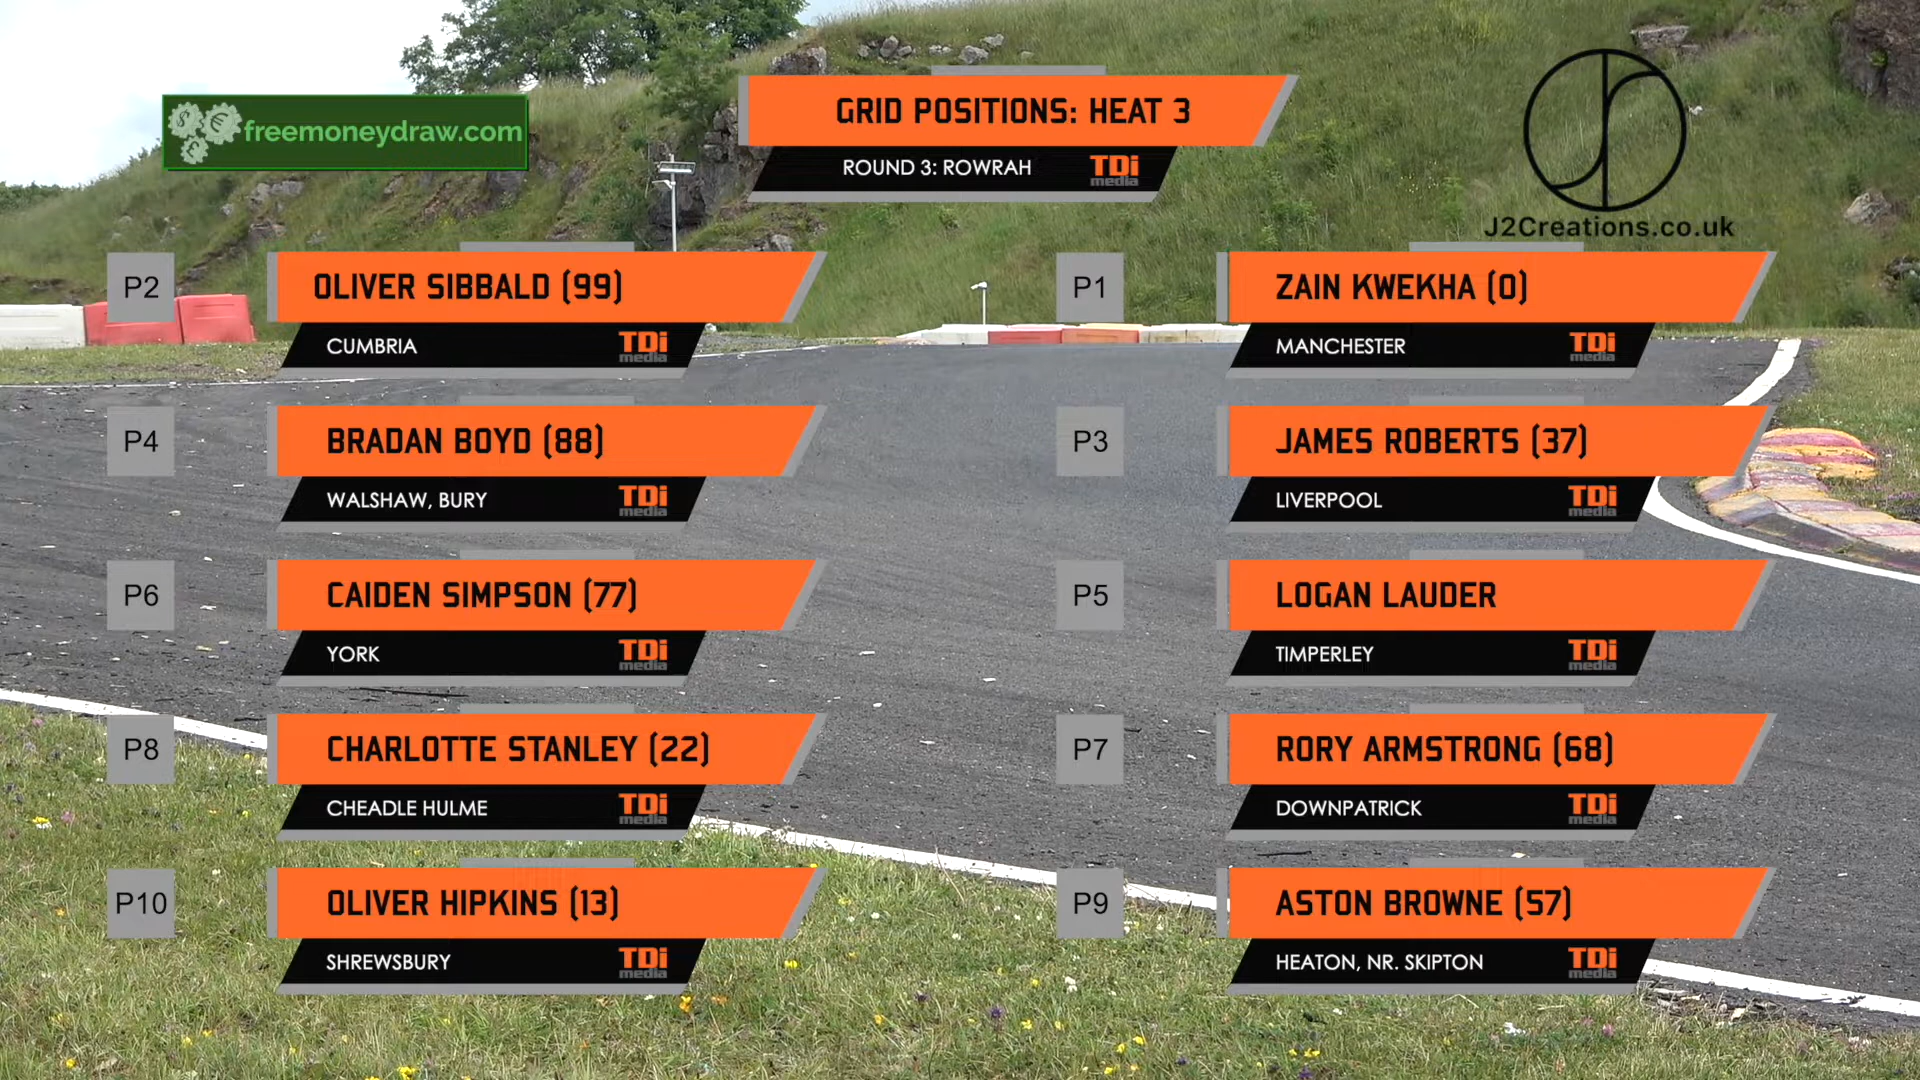 freemoneydraw.com
GRID POSITIONS: HEAT 3
ROUND 3: ROWRAH TDi media
J2Creations.co.uk
P2 OLIVER SIBBALD (99)
CUMBRIA TDi media
P1 ZAIN KWEKHA (0)
MANCHESTER TDi media
P4 BRADAN BOYD (88)
WALSHAW, BURY TDi media
P3 JAMES ROBERTS (37)
LIVERPOOL TDi media
P6 CAIDEN SIMPSON (77)
YORK TDi media
P5 LOGAN LAUDER
TIMPERLEY TDi media
P8 CHARLOTTE STANLEY (22)
CHEADLE HULME TDi media
P7 RORY ARMSTRONG (68)
DOWNPATRICK TDi media
P10 OLIVER HIPKINS (13)
SHREWSBURY TDi media
P9 ASTON BROWNE (57)
HEATON, NR. SKIPTON TDi media